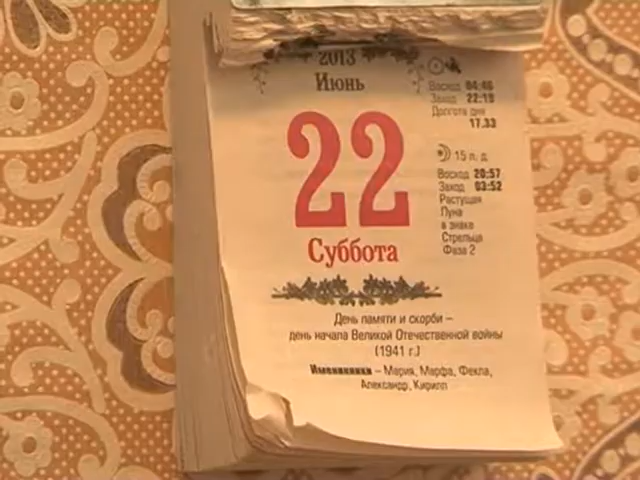 2013
Июнь
22
Суббота
Восход 04:46
Заход 22:19
Долгота дня
17.33
15 л. д.
Восход 20:57
Заход 03:52
Растущая
Луна
в знаке
Стрельца
Фаза 2
День памяти и скорби –
день начала Великой Отечественной войны
(1941 г.)
Именинники – Мария, Марфа, Фекла,
Александр, Кирилл